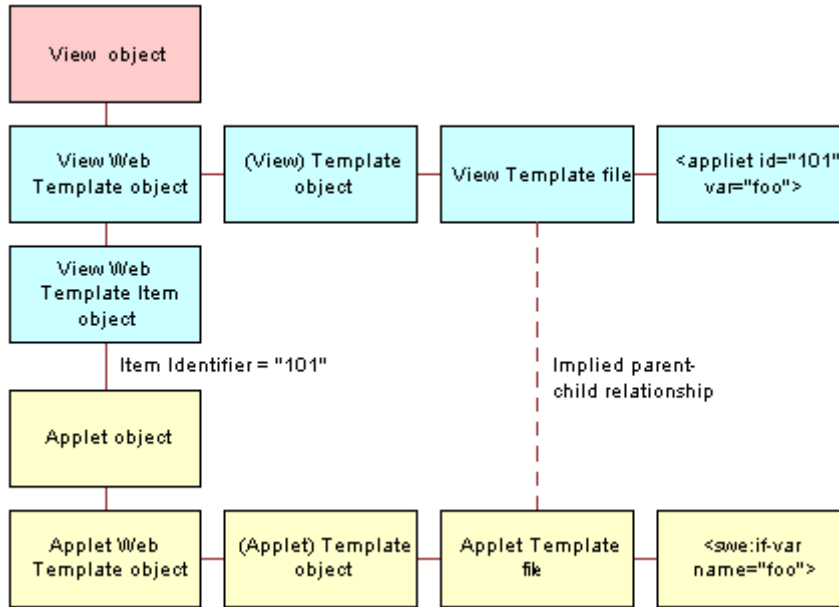 View object
View Web
Template object
(View) Template
object
View Template file
<appliet id="101"
var="foo">
View Web
Template Item
object
Item Identifier = "101"
Implied parent-
child relationship
Applet object
Applet Web
Template object
(Applet) Template
object
Applet Template
file
<swe:if-var
name="foo">